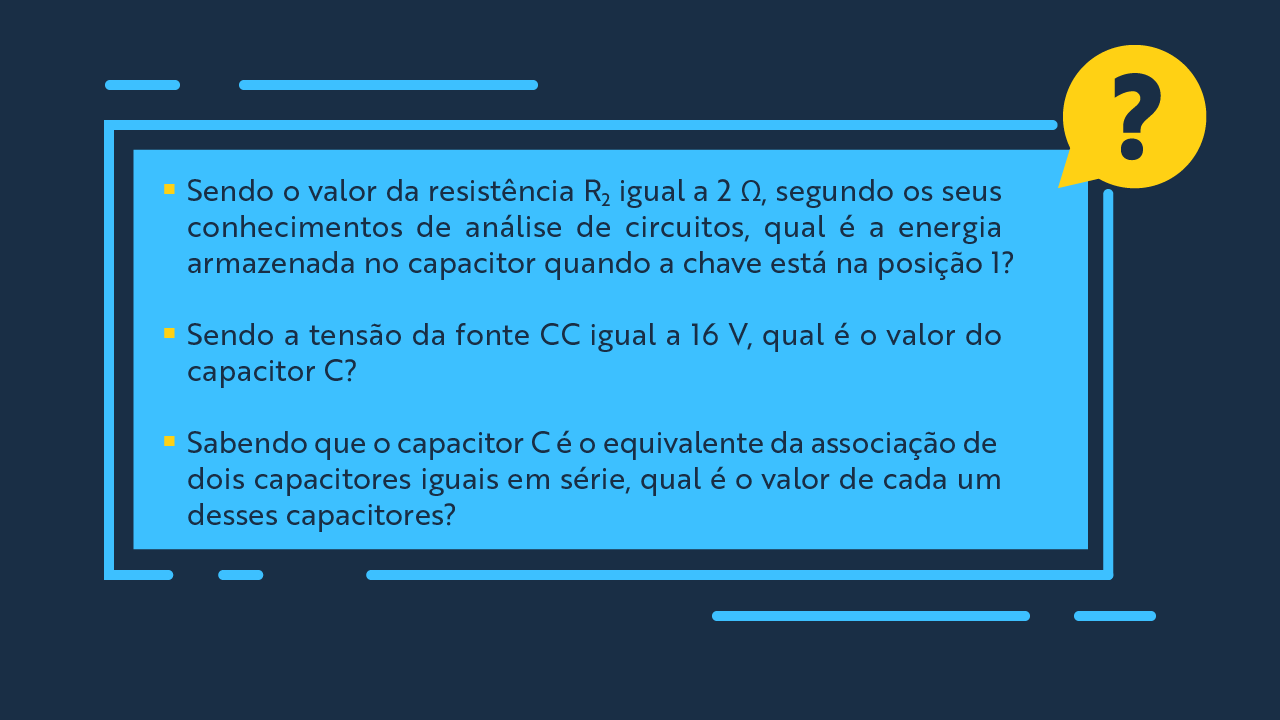 ?
Sendo o valor da resistência R₂ igual a 2 Ω, segundo os seus
conhecimentos de análise de circuitos, qual é a energia
armazenada no capacitor quando a chave está na posição 1?
Sendo a tensão da fonte CC igual a 16 V, qual é o valor do
capacitor C?
Sabendo que o capacitor C é o equivalente da associação de
dois capacitores iguais em série, qual é o valor de cada um
desses capacitores?